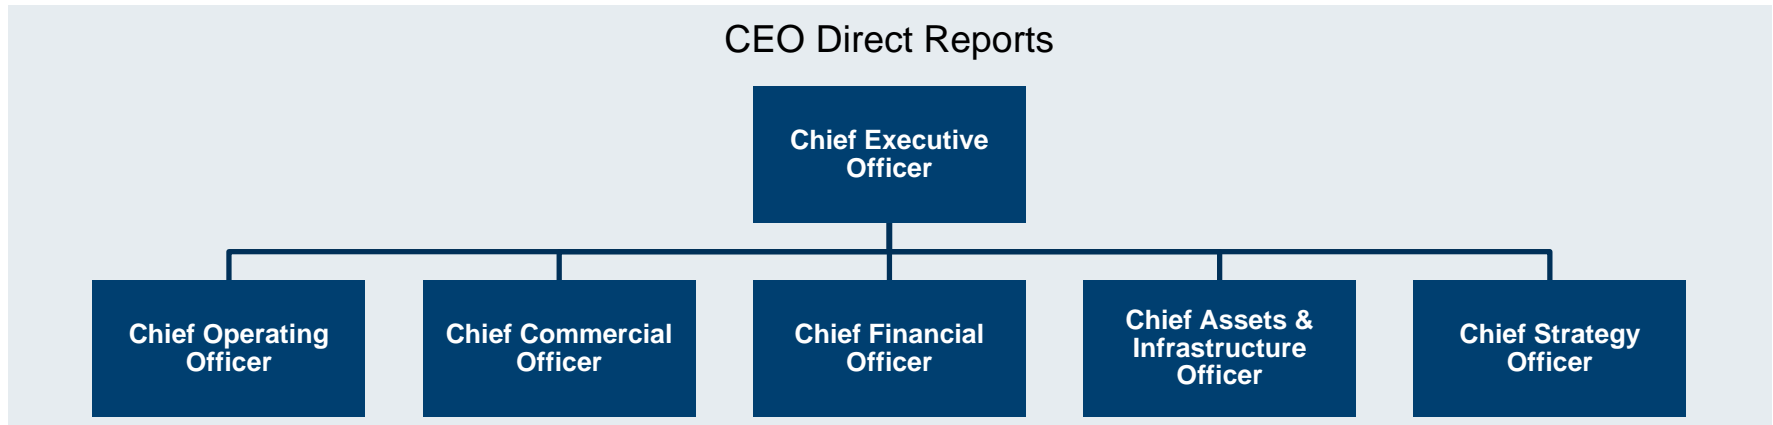 CEO Direct Reports
Chief Executive
Officer
Chief Operating
Officer
Chief Commercial
Officer
Chief Financial
Officer
Chief Assets &
Infrastructure
Officer
Chief Strategy
Officer